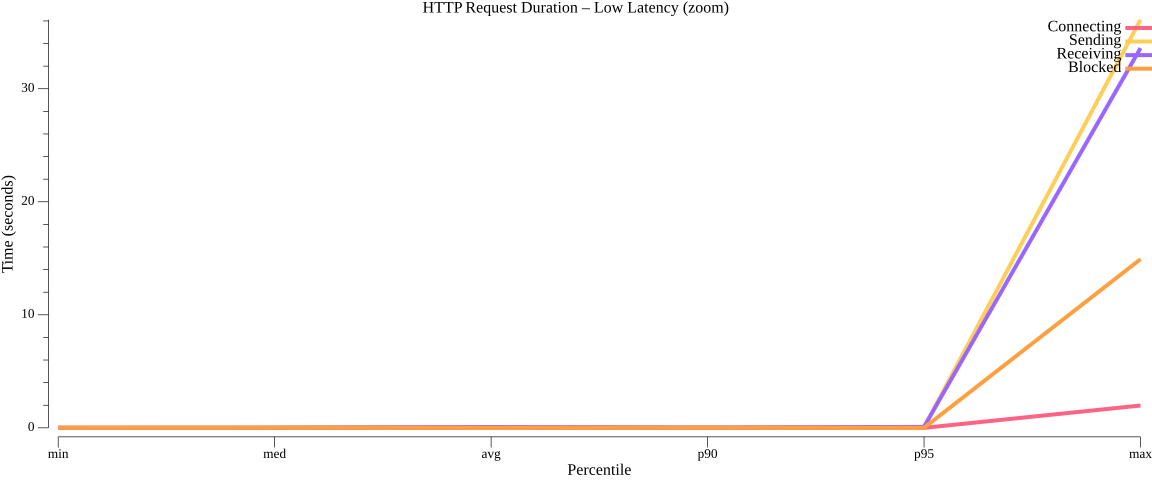 HTTP Request Duration – Low Latency (zoom)
Connecting
Sending
Receiving
Blocked
Time (seconds)
30
20
10
0
min med avg p90 p95 max
Percentile